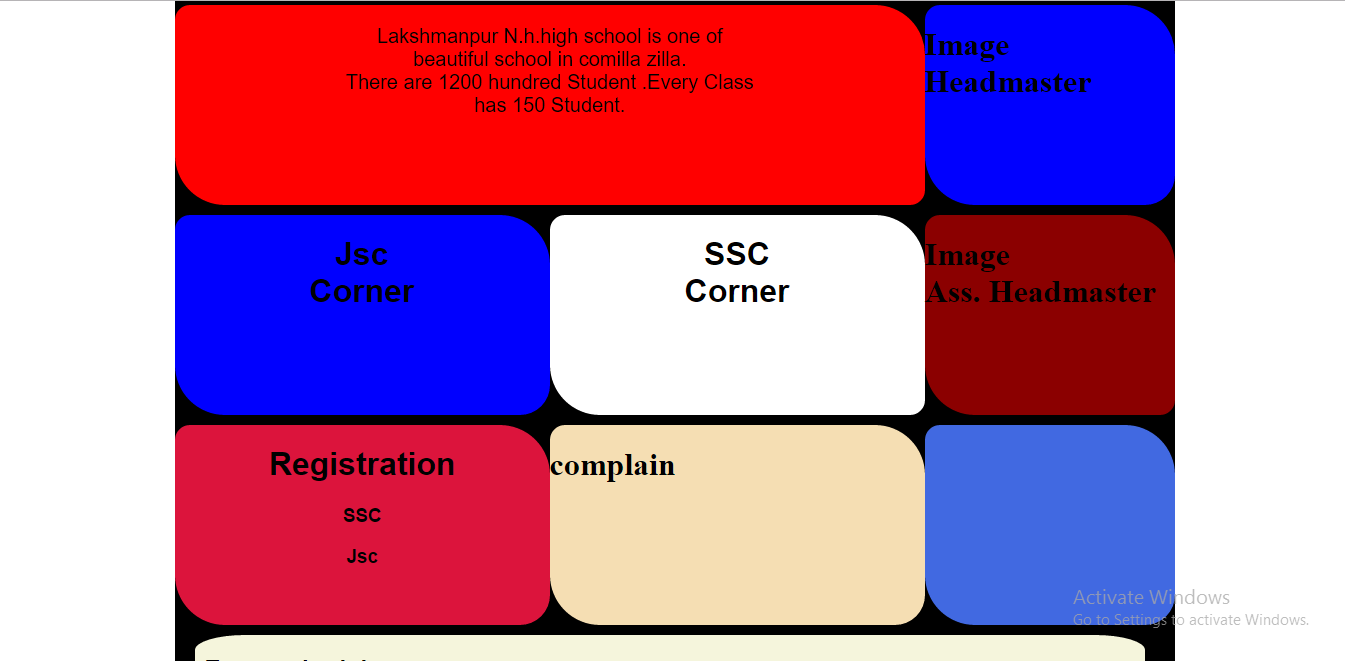 Lakshmanpur N.h.high school is one of
beautiful school in comilla zilla.
There are 1200 hundred Student .Every Class
has 150 Student.
Image
Headmaster
Jsc
Corner
SSC
Corner
Image
Ass. Headmaster
Registration
SSC
Jsc
complain
Activate Windows
Go to Settings to activate Windows.